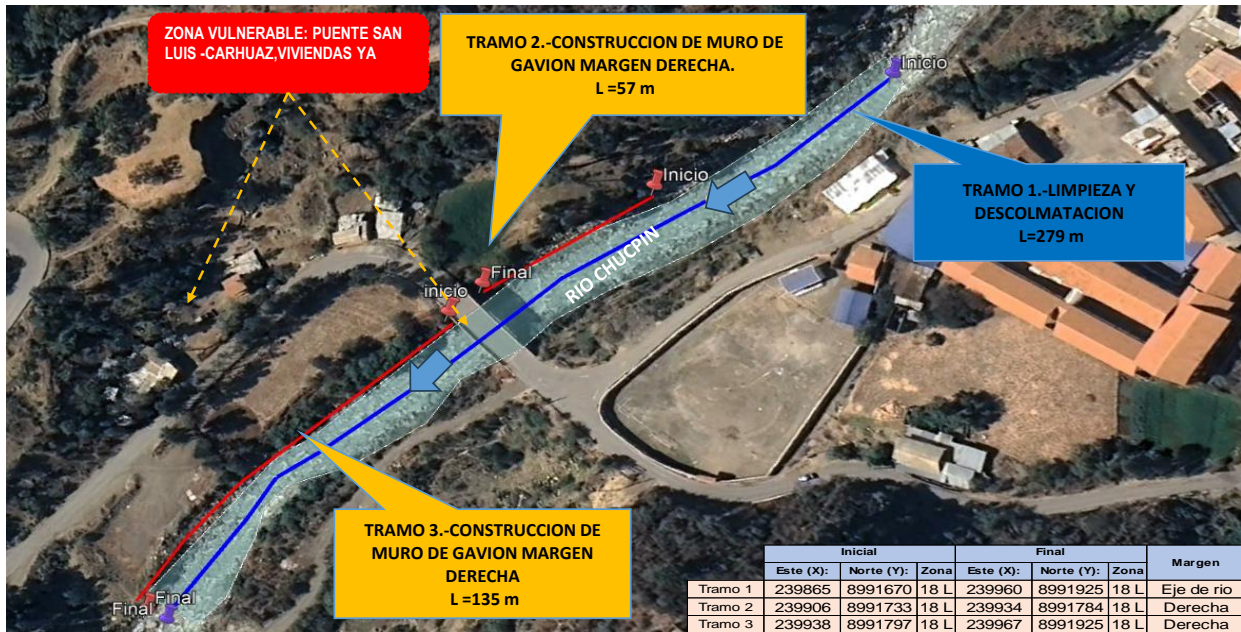 ZONA VULNERABLE: PUENTE SAN
LUIS -CARHUAZ,VIVIENDAS YA
TRAMO 2.-CONSTRUCCION DE MURO DE
GAVION MARGEN DERECHA.
L =57 m
Inicio
TRAMO 1.-LIMPIEZA Y
DESCOLMATACION
L=279 m
Inicio
Final
inicio
RIO CHUCPIN
TRAMO 3.-CONSTRUCCION DE
MURO DE GAVION MARGEN
DERECHA
L =135 m
Final
Final
Inicial Final Margen
Este (X): Norte (Y): Zona Este (X): Norte (Y): Zona
Tramo 1 239865 8991670 18 L 239960 8991925 18 L Eje de rio
Tramo 2 239906 8991733 18 L 239934 8991784 18 L Derecha
Tramo 3 239938 8991797 18 L 239967 8991925 18 L Derecha